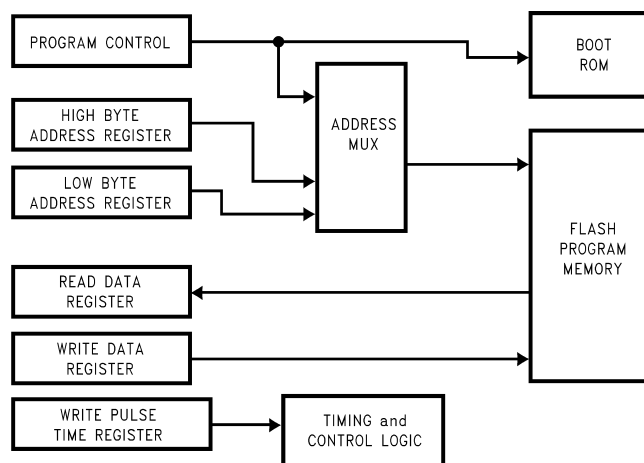 PROGRAM CONTROL
BOOT
ROM
HIGH BYTE
ADDRESS REGISTER
ADDRESS
MUX
LOW BYTE
ADDRESS REGISTER
FLASH
PROGRAM
MEMORY
READ DATA
REGISTER
WRITE DATA
REGISTER
WRITE PULSE
TIME REGISTER
TIMING and
CONTROL LOGIC